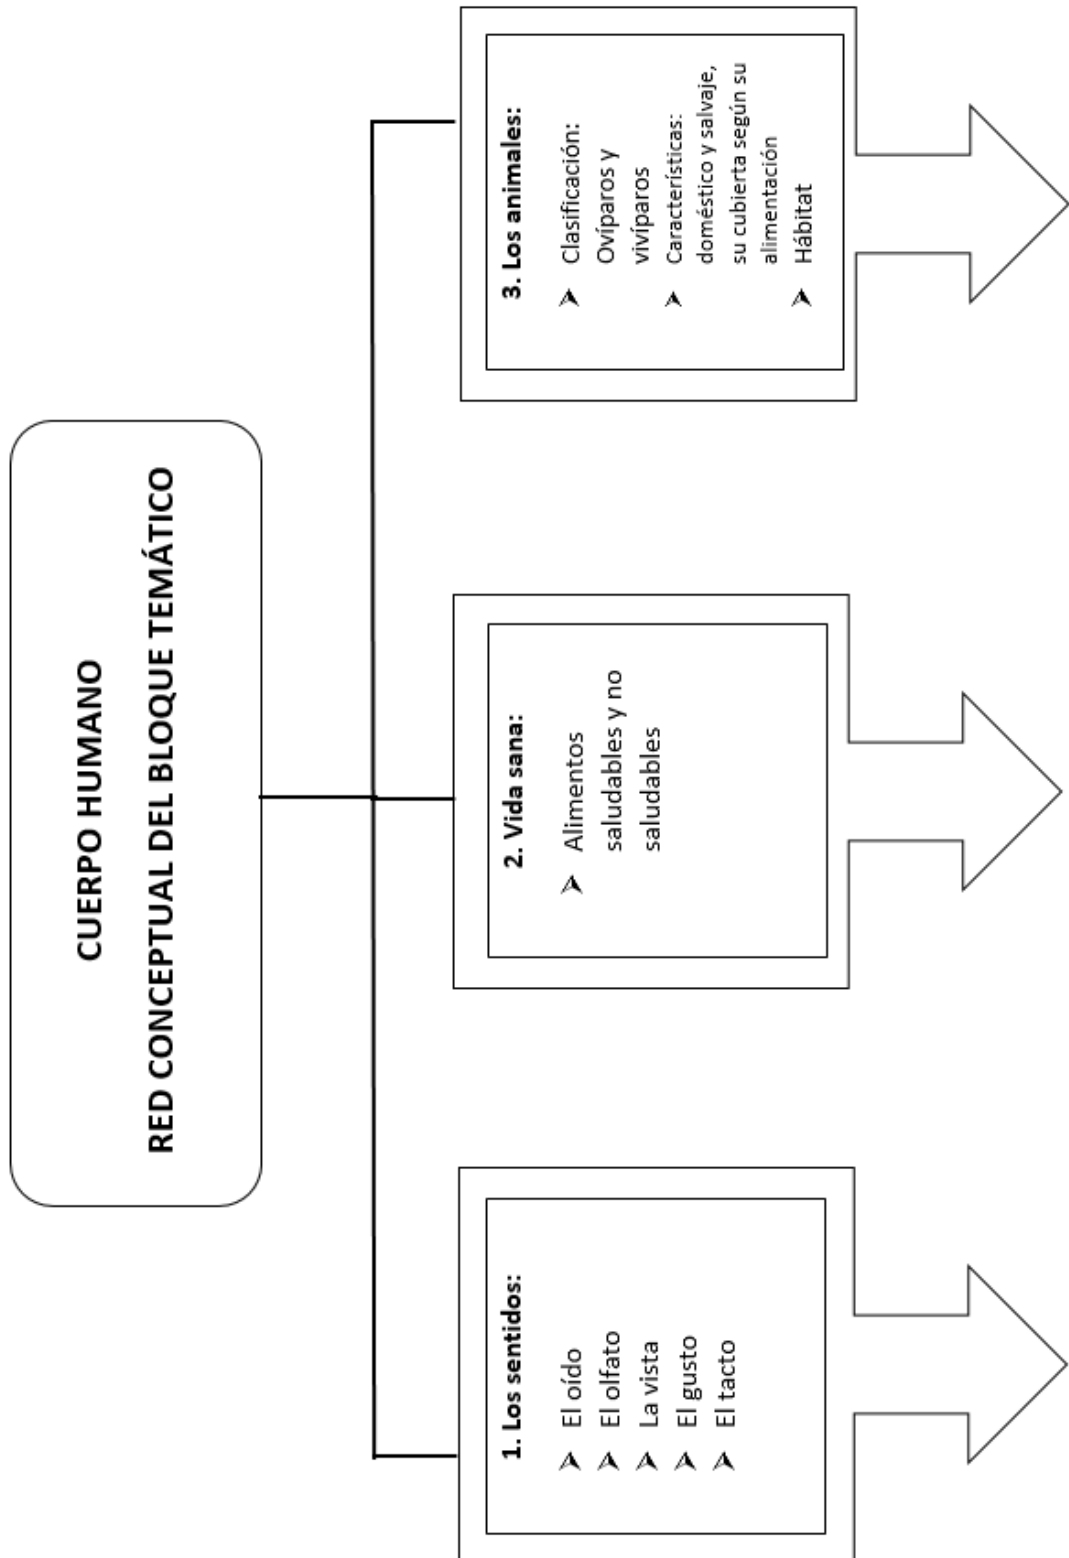 CUERPO HUMANO
RED CONCEPTUAL DEL BLOQUE TEMÁTICO
1. Los sentidos:
➢ El oído
➢ El olfato
➢ La vista
➢ El gusto
➢ El tacto
2. Vida sana:
➢ Alimentos
saludables y no
saludables
3. Los animales:
➢ Clasificación:
Ovíparos y
vivíparos
➢ Características:
doméstico y salvaje,
su cubierta según su
alimentación
➢ Hábitat